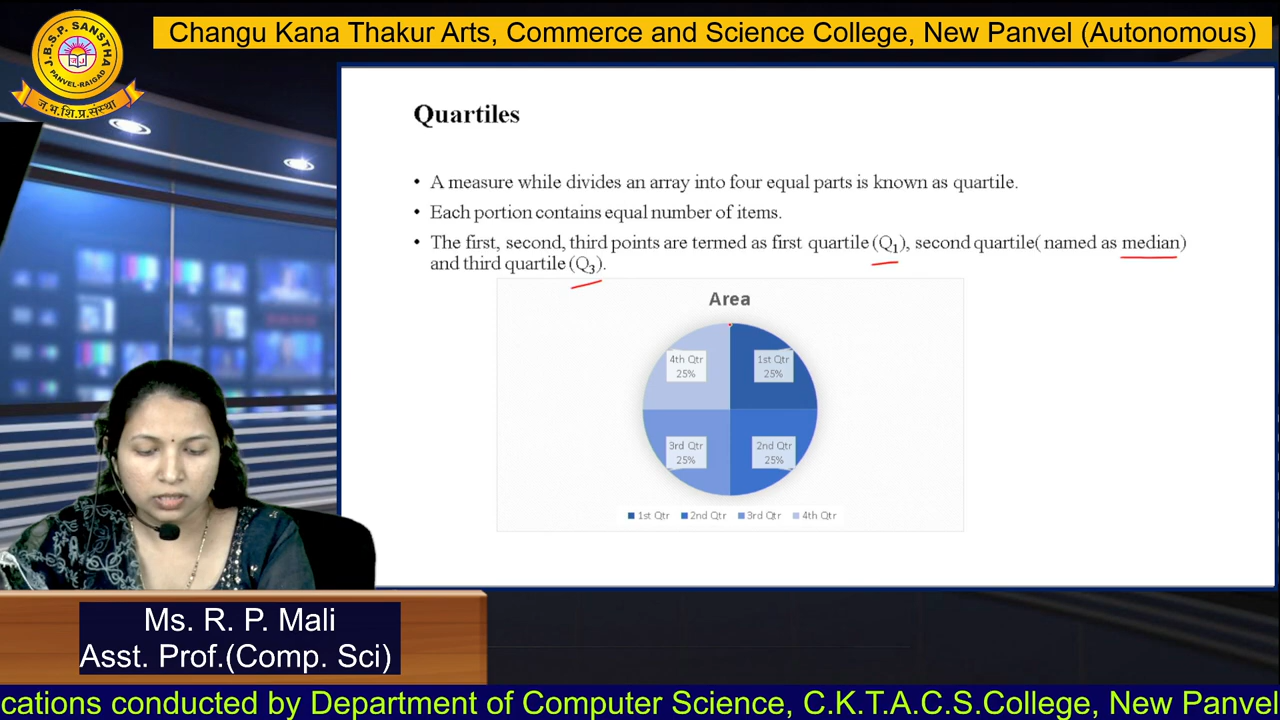 Changu Kana Thakur Arts, Commerce and Science College, New Panvel (Autonomous)
J.B.S.P. SANSTHA
PANVEL-RAIGAD
ज.भ.शि.प्र.संस्था
Quartiles
• A measure while divides an array into four equal parts is known as quartile.
• Each portion contains equal number of items.
• The first, second, third points are termed as first quartile (Q1), second quartile( named as median)
and third quartile (Q3).
Area
4th Qtr
25%
1st Qtr
25%
3rd Qtr
25%
2nd Qtr
25%
1st Qtr 2nd Qtr 3rd Qtr 4th Qtr
Ms. R. P. Mali
Asst. Prof.(Comp. Sci)
cations conducted by Department of Computer Science, C.K.T.A.C.S.College, New Panvel